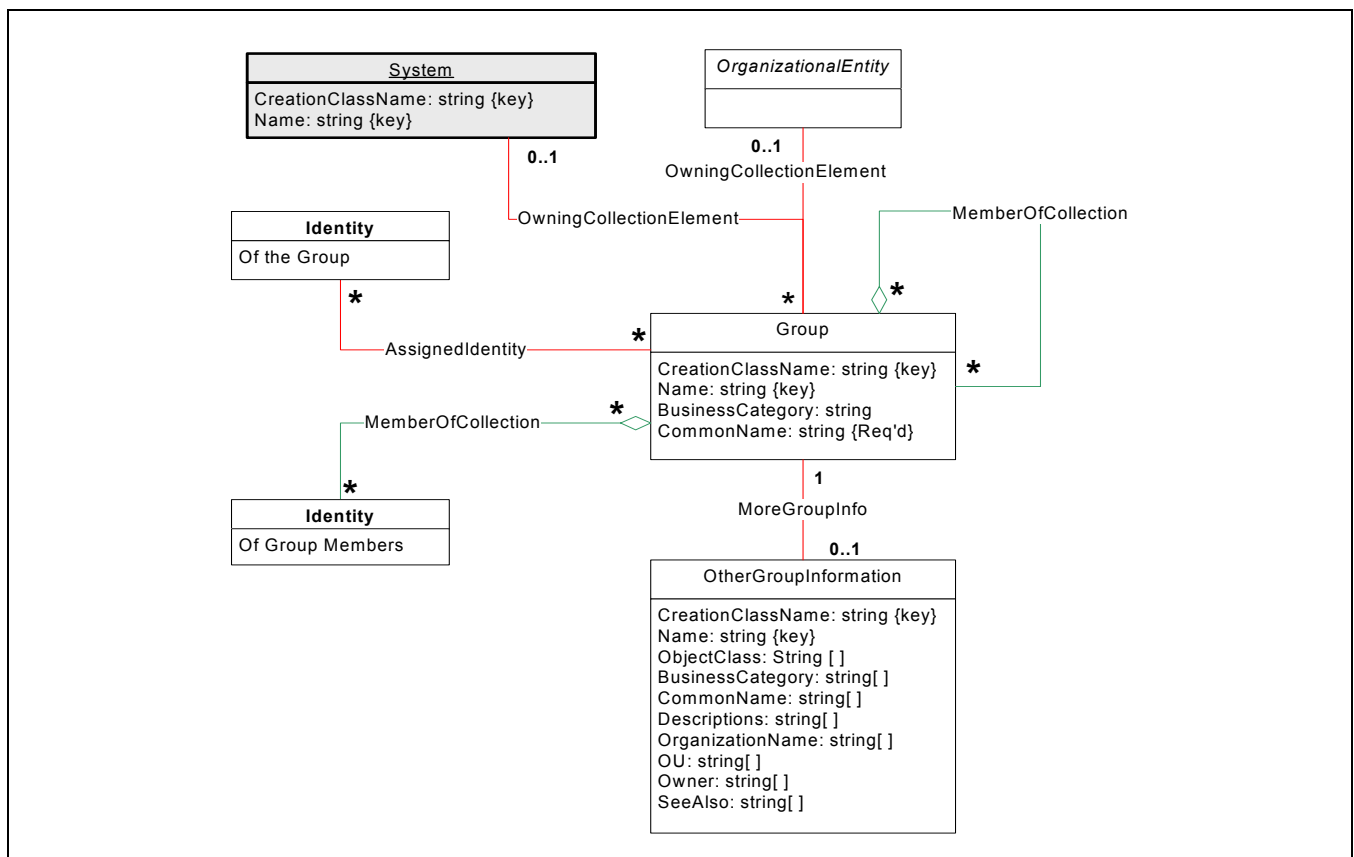 System
CreationClassName: string {key}
Name: string {key}
OrganizationalEntity
0..1
0..1
OwningCollectionElement
OwningCollectionElement
MemberOfCollection
Identity
Of the Group
*
*
*
*
*
AssignedIdentity
Group
CreationClassName: string {key}
Name: string {key}
BusinessCategory: string
CommonName: string {Req'd}
MemberOfCollection
*
*
Identity
Of Group Members
1
MoreGroupInfo
0..1
OtherGroupInformation
CreationClassName: string {key}
Name: string {key}
ObjectClass: String [ ]
BusinessCategory: string[ ]
CommonName: string[ ]
Descriptions: string[ ]
OrganizationName: string[ ]
OU: string[ ]
Owner: string[ ]
SeeAlso: string[ ]